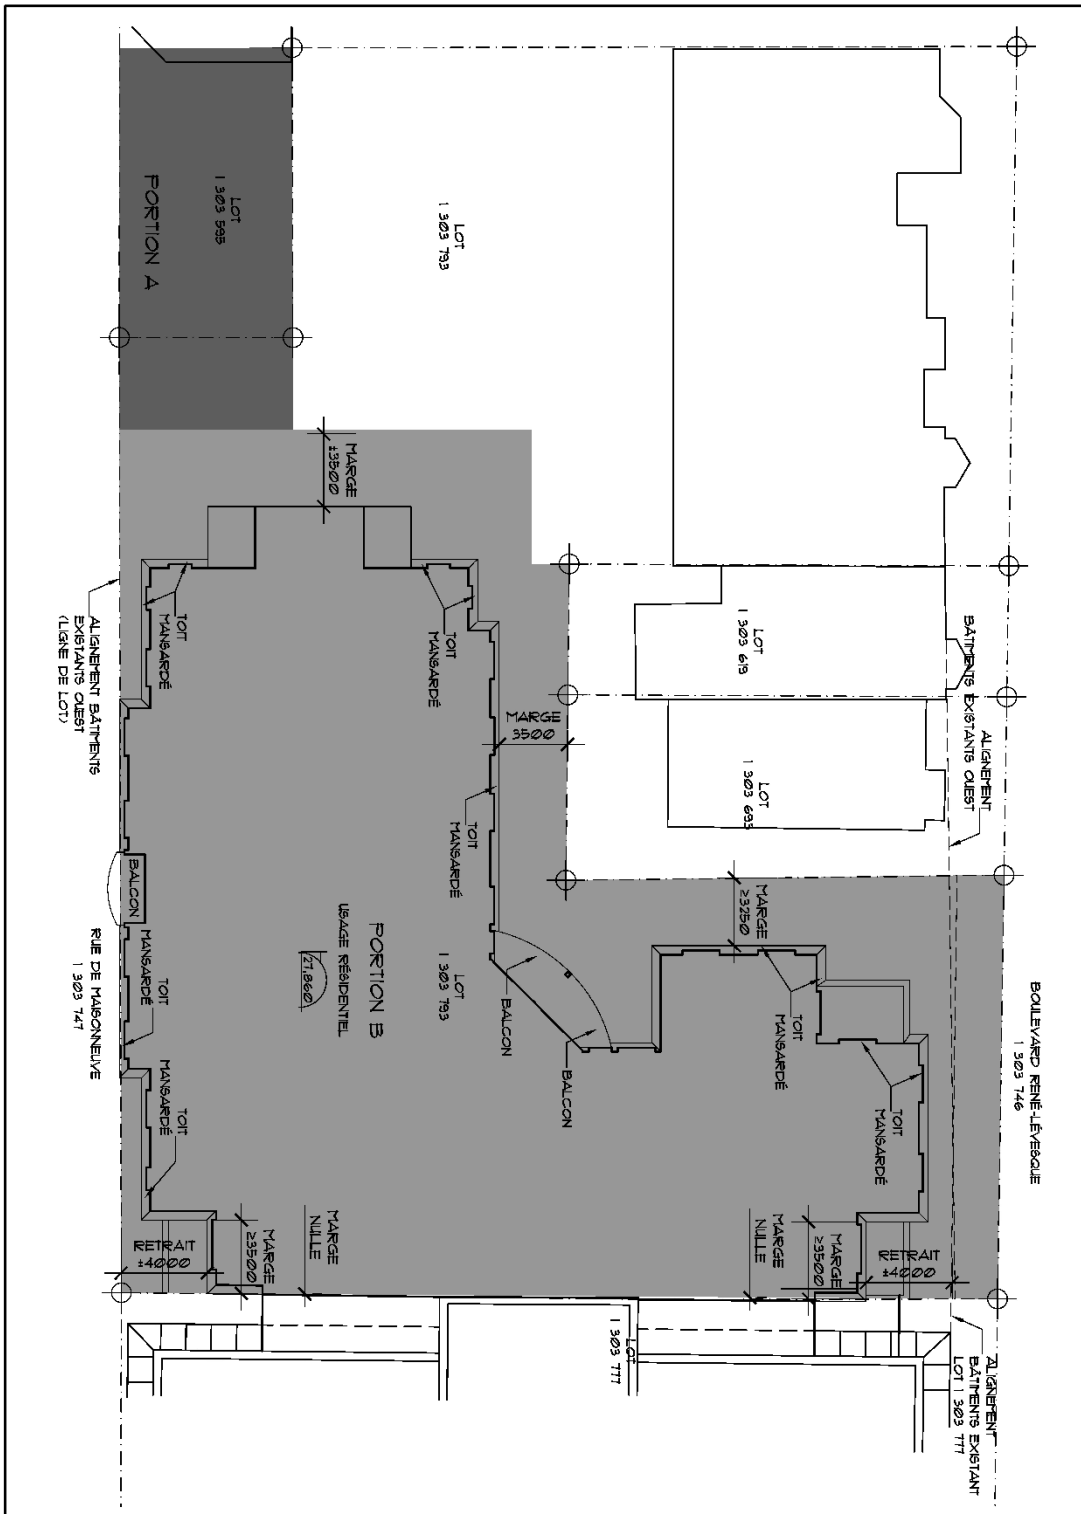 LOT
1 303 595
PORTION A
LOT
1 303 793
MARGE
±3500
TOIT
MANSARDÉ
TOIT
MANSARDÉ
ALIGNEMENT BÂTIMENTS
EXISTANTS OUEST
(LIGNE DE LOT)
MARGE
3500
LOT
1 303 619
BÂTIMENTS EXISTANTS OUEST
ALIGNEMENT
LOT
1 303 693
TOIT
MANSARDÉ
BALCON
MARGE
≥3250
PORTION B
USAGE RÉSIDENTIEL
27,860
LOT
1 303 793
BALCON
BALCON
RUE DE MAISONNEUVE
1 303 747
TOIT
MANSARDÉ
TOIT
MANSARDÉ
TOIT
MANSARDÉ
TOIT
MANSARDÉ
BOULEVARD RENÉ-LÉVESQUE
1 303 746
RETRAIT
±4000
MARGE
≥3500
MARGE
NULLE
MARGE
NULLE
MARGE
≥3500
RETRAIT
±4000
LOT
1 303 777
ALIGNEMENT
BÂTIMENTS EXISTANT
LOT 1 303 777